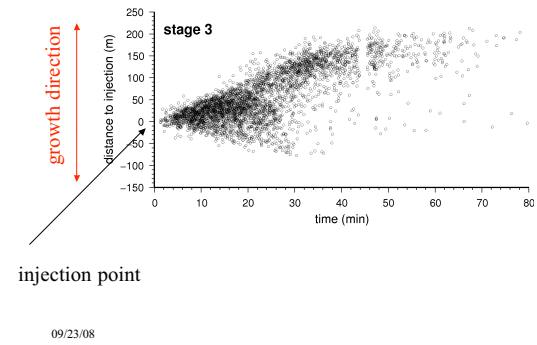 stage 3
growth direction
distance to injection (m)
250
200
150
100
50
0
−50
−100
−150
0 10 20 30 40 50 60 70 80
time (min)
injection point
09/23/08